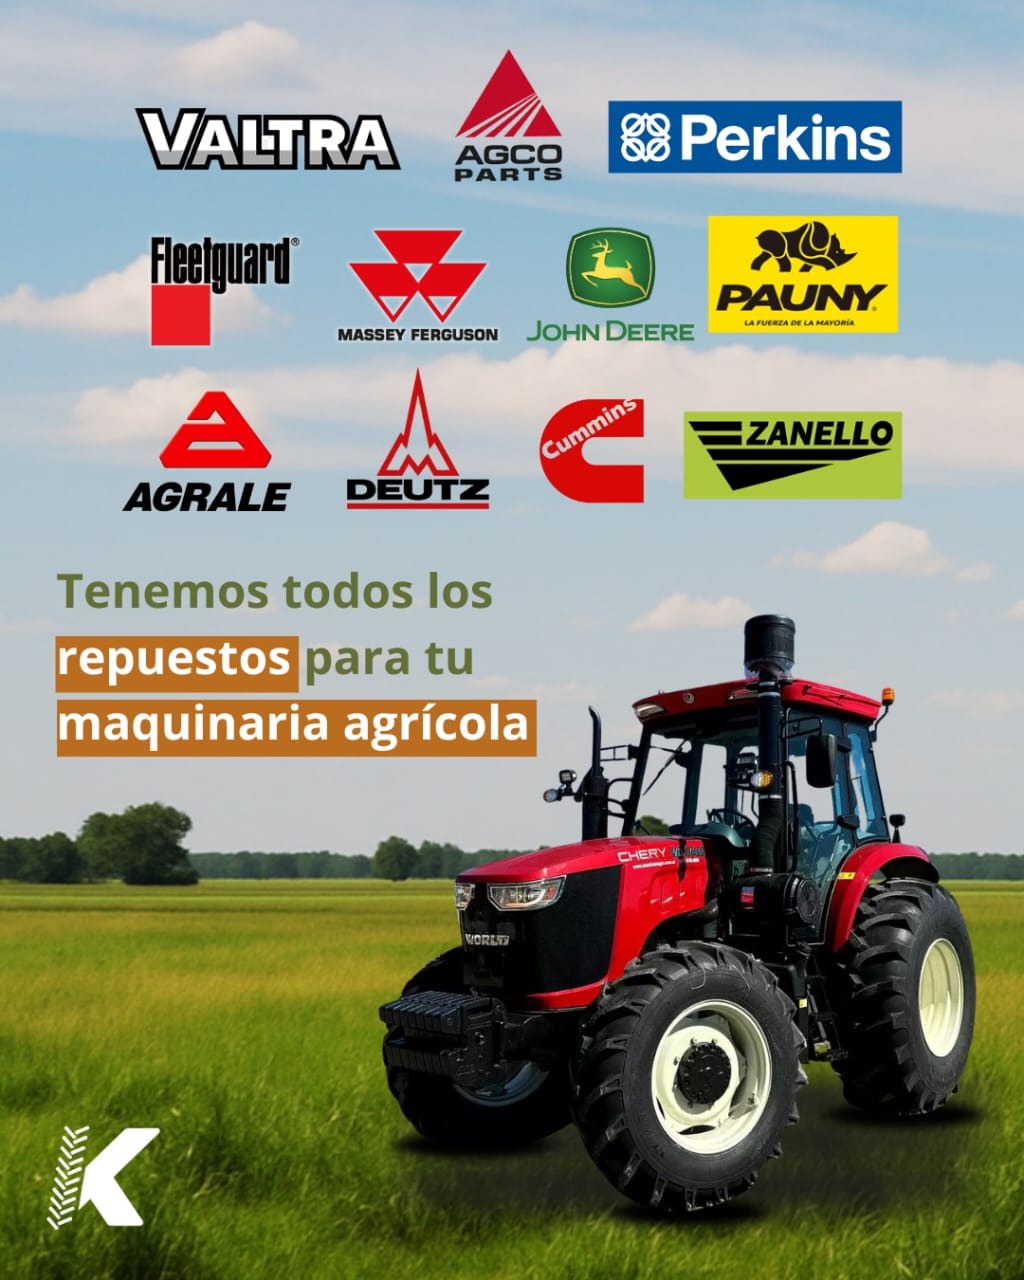 VALTRA
AGCO
PARTS
Perkins
Fleetguard®
MASSEY FERGUSON
JOHN DEERE
PAUNY®
LA FUERZA DE LA MAYORÍA
AGRALE
DEUTZ
Cummins
ZANELLO
Tenemos todos los
repuestos para tu
maquinaria agrícola
CHERY
WORLD
K